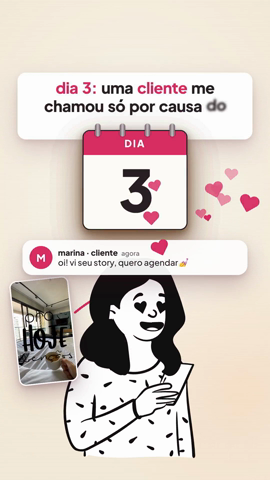 dia 3: uma cliente me
chamou só por causa do
DIA
3
marina · cliente agora
M
oi! vi seu story, quero agendar💅
HOJE